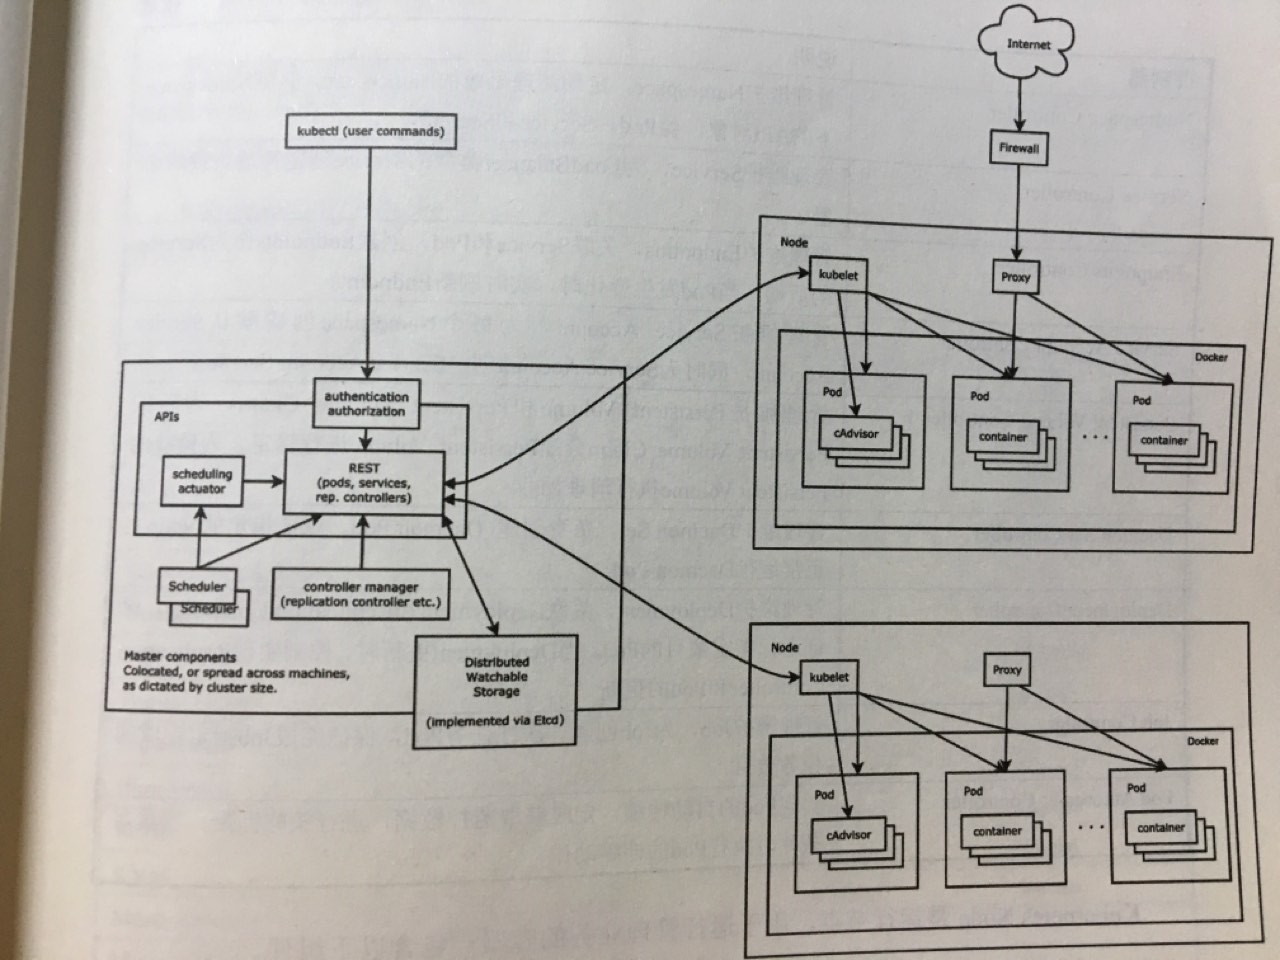 Internet
kubectl (user commands)
Firewall
Node
kubelet
Proxy
Docker
Pod
cAdvisor
Pod
container
...
Pod
container
authentication
authorization
APIs
REST
(pods, services,
rep. controllers)
scheduling
actuator
Scheduler
Scheduler
controller manager
(replication controller etc.)
Master components
Colocated, or spread across machines,
as dictated by cluster size.
Distributed
Watchable
Storage
(implemented via Etcd)
Node
kubelet
Proxy
Docker
Pod
cAdvisor
Pod
container
...
Pod
container